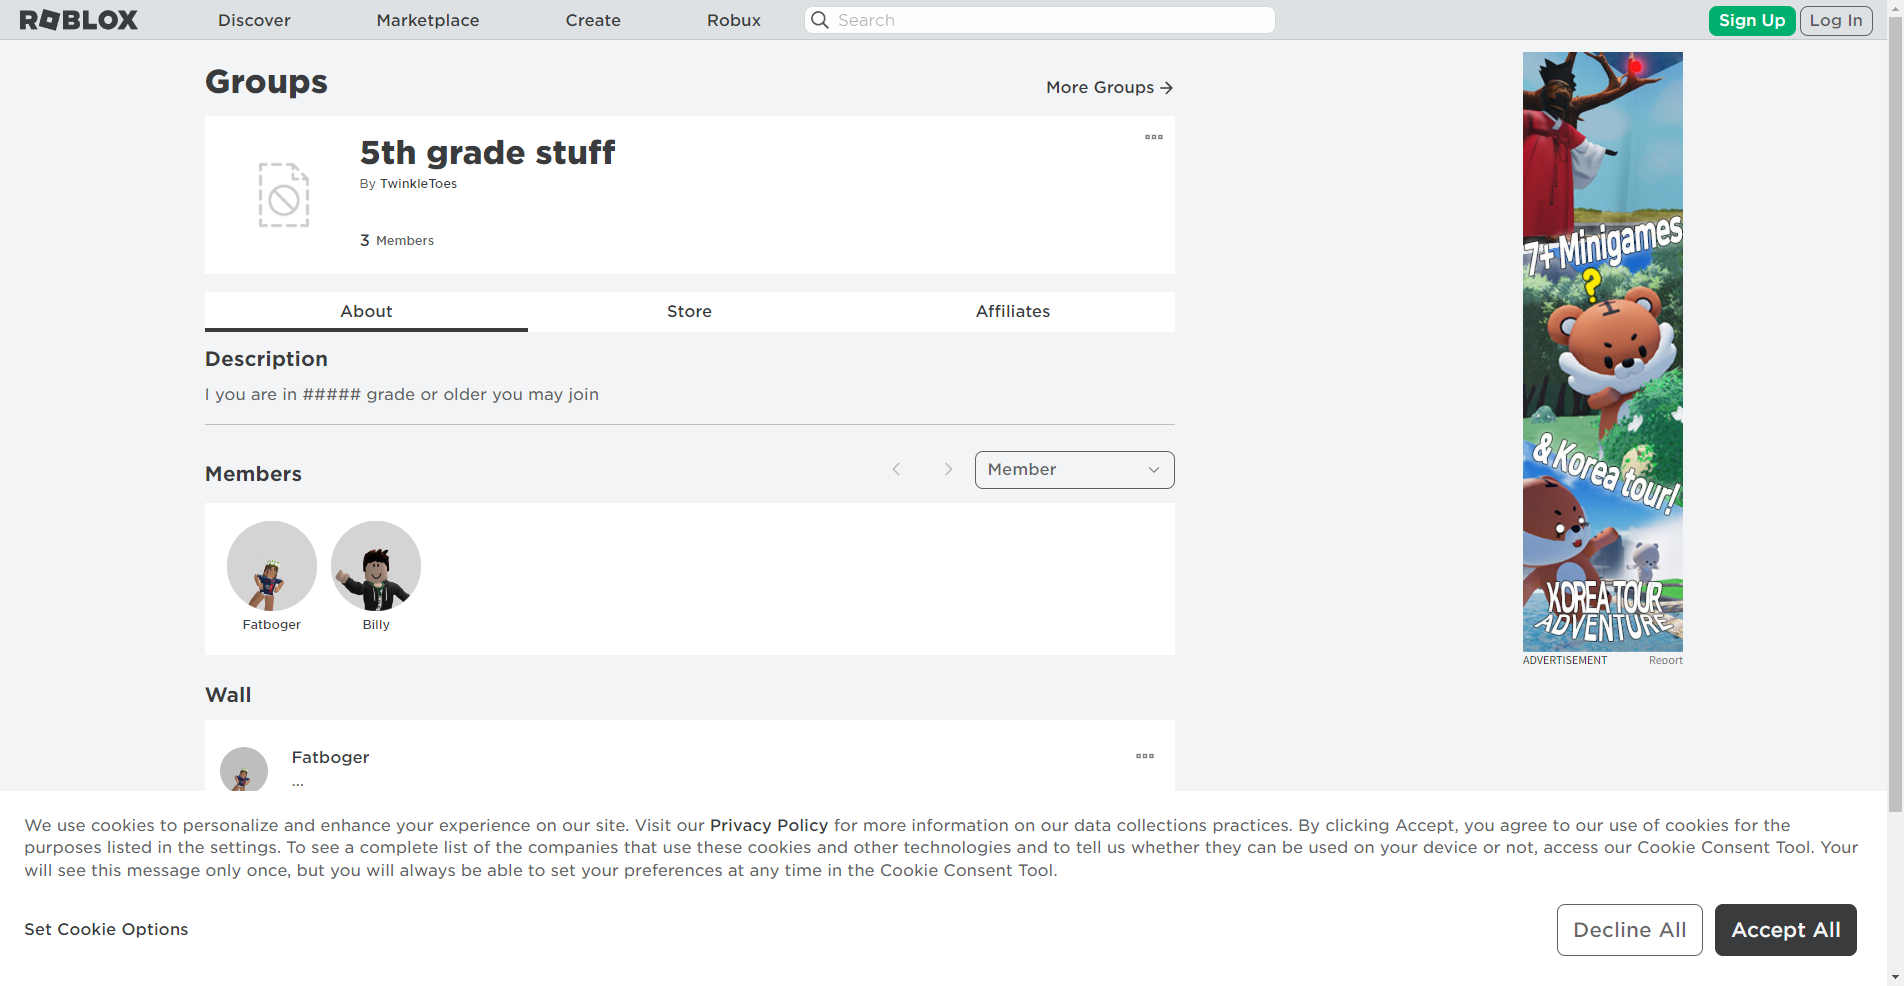 ROBLOX Discover Marketplace Create Robux Search Sign Up Log In
Groups
More Groups →
5th grade stuff
By TwinkleToes
3 Members
About Store Affiliates
Description
I you are in ##### grade or older you may join
Members
Member
Fatboger Billy
Wall
Fatboger
...
7+ Minigames
?
& Korea tour!
KOREA TOUR
ADVENTURE
ADVERTISEMENT Report
We use cookies to personalize and enhance your experience on our site. Visit our Privacy Policy for more information on our data collections practices. By clicking Accept, you agree to our use of cookies for the
purposes listed in the settings. To see a complete list of the companies that use these cookies and other technologies and to tell us whether they can be used on your device or not, access our Cookie Consent Tool. Your
will see this message only once, but you will always be able to set your preferences at any time in the Cookie Consent Tool.
Set Cookie Options
Decline All Accept All